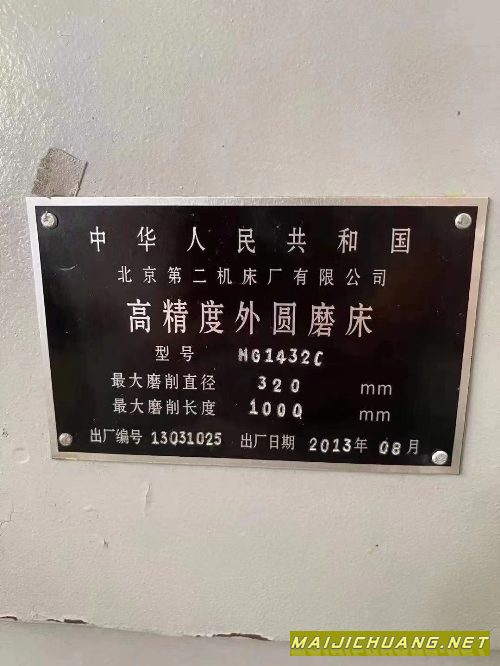 中华人民共和国
北京第二机床厂有限公司
高精度外圆磨床
型号 MG1432C
最大磨削直径 320 mm
最大磨削长度 1000 mm
出厂编号 13031025 出厂日期 2013年 08月
MAIJICHUANG.NET